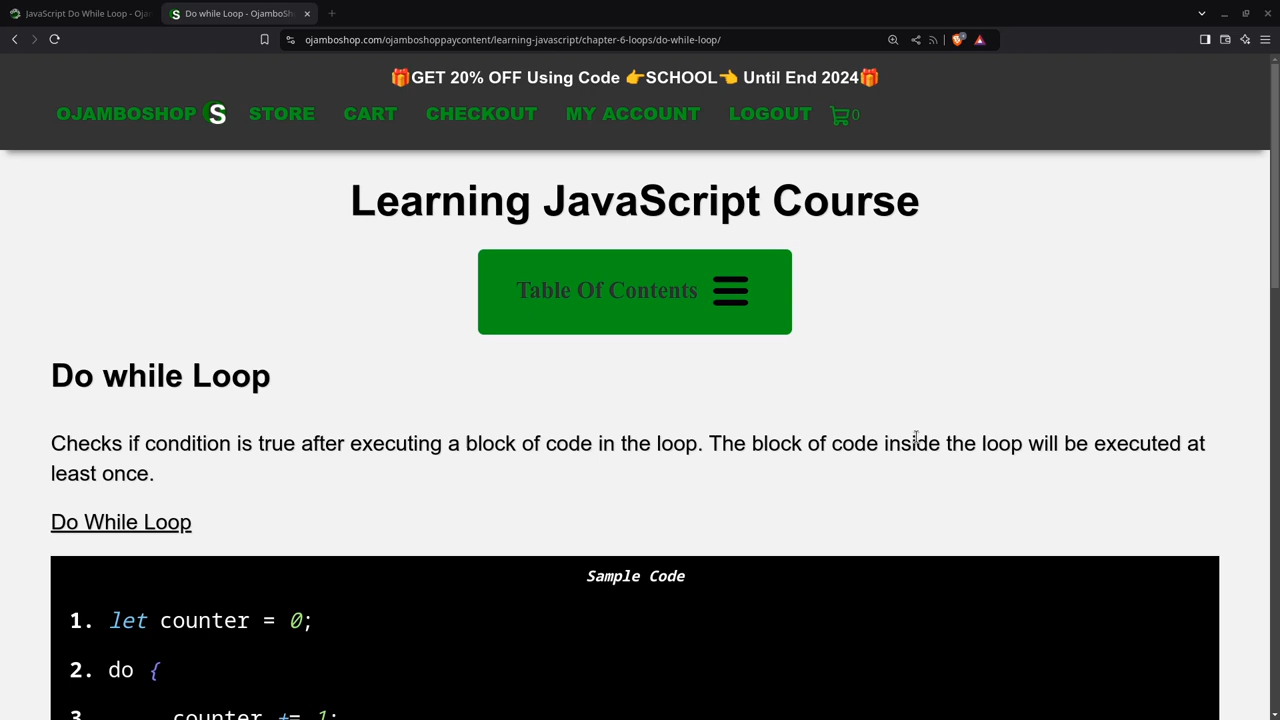 JavaScript Do While Loop - Oja
Do while Loop - OjamboSh
ojamboshop.com/ojamboshoppaycontent/learning-javascript/chapter-6-loops/do-while-loop/
🎁GET 20% OFF Using Code 👉SCHOOL👈 Until End 2024🎁
OJAMBOSHOP S STORE CART CHECKOUT MY ACCOUNT LOGOUT 0
Learning JavaScript Course
Table Of Contents
Do while Loop
Checks if condition is true after executing a block of code in the loop. The block of code inside the loop will be executed at
least once.
Do While Loop
Sample Code
1. let counter = 0;
2. do {
3. counter += 1;